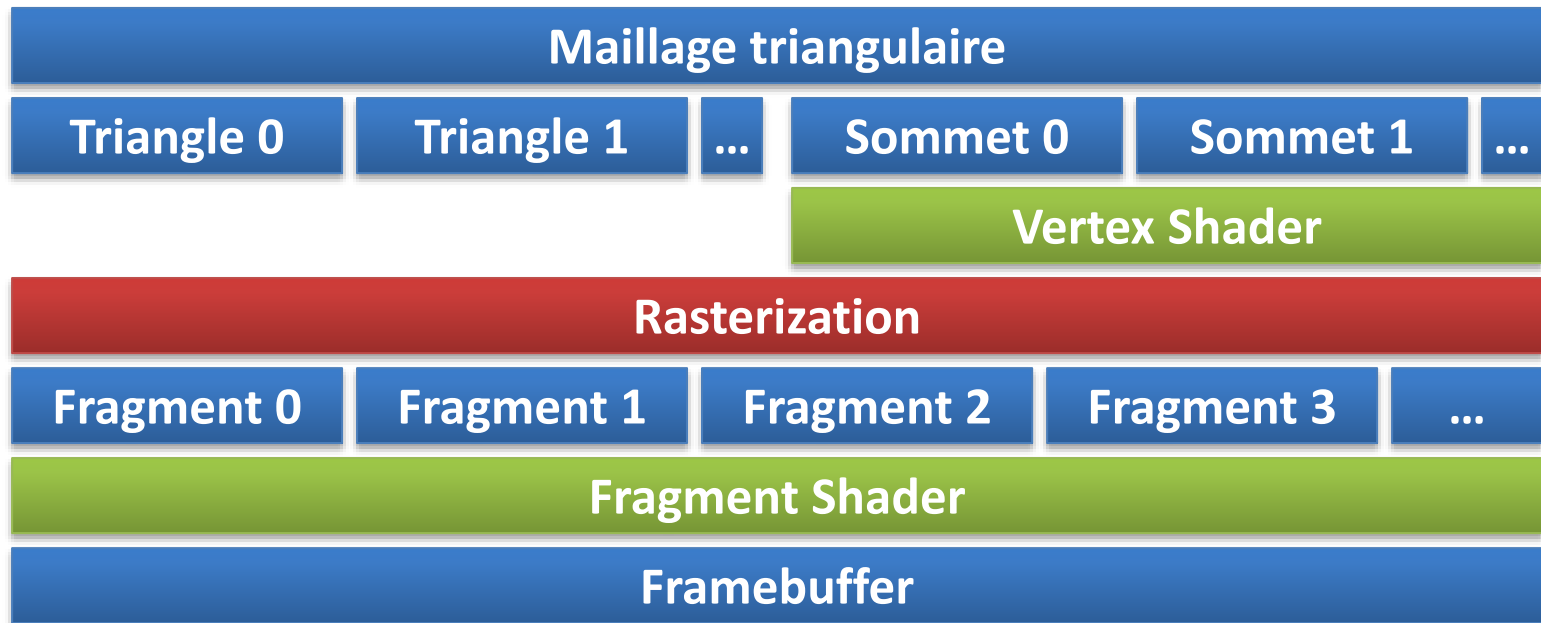 Maillage triangulaire
Triangle 0 Triangle 1 ... Sommet 0 Sommet 1 ...
Vertex Shader
Rasterization
Fragment 0 Fragment 1 Fragment 2 Fragment 3 ...
Fragment Shader
Framebuffer